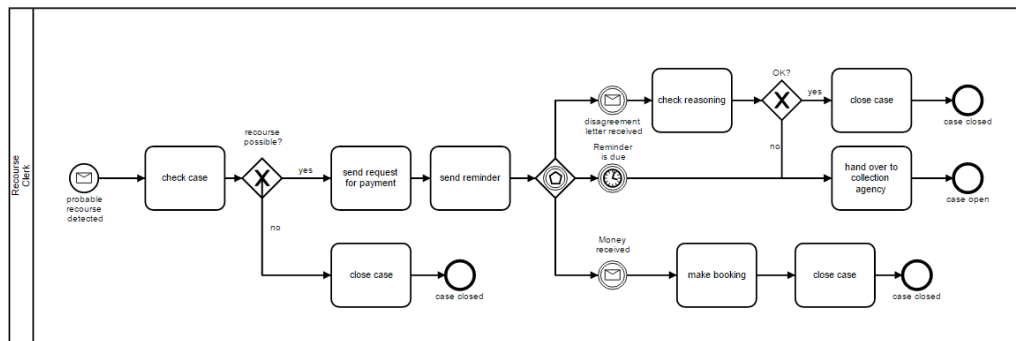 Recourse
Clerk
probable
recourse
detected
check case
recourse
possible?
yes
no
send request
for payment
send reminder
close case
case closed
disagreement
letter received
check reasoning
OK?
yes
no
close case
case closed
Reminder
is due
hand over to
collection
agency
case open
Money
received
make booking
close case
case closed